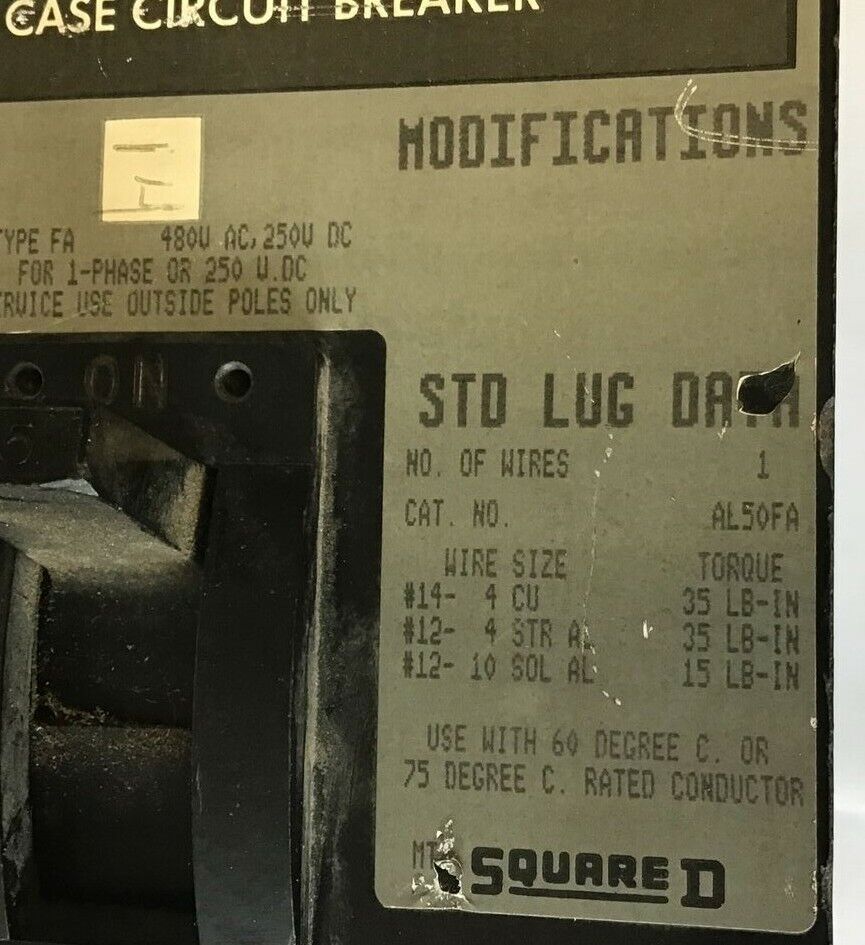 CASE CIRCUIT BREAKER
MODIFICATIONS
TYPE FA 480V AC, 250V DC
FOR 1-PHASE OR 250 V.DC
ERVICE USE OUTSIDE POLES ONLY
ON
5
STD LUG DATA
NO. OF WIRES 1
CAT. NO. AL50FA
WIRE SIZE TORQUE
#14- 4 CU 35 LB-IN
#12- 4 STR AL 35 LB-IN
#12- 10 SOL AL 15 LB-IN
USE WITH 60 DEGREE C. OR
75 DEGREE C. RATED CONDUCTOR
MT
SQUARE D